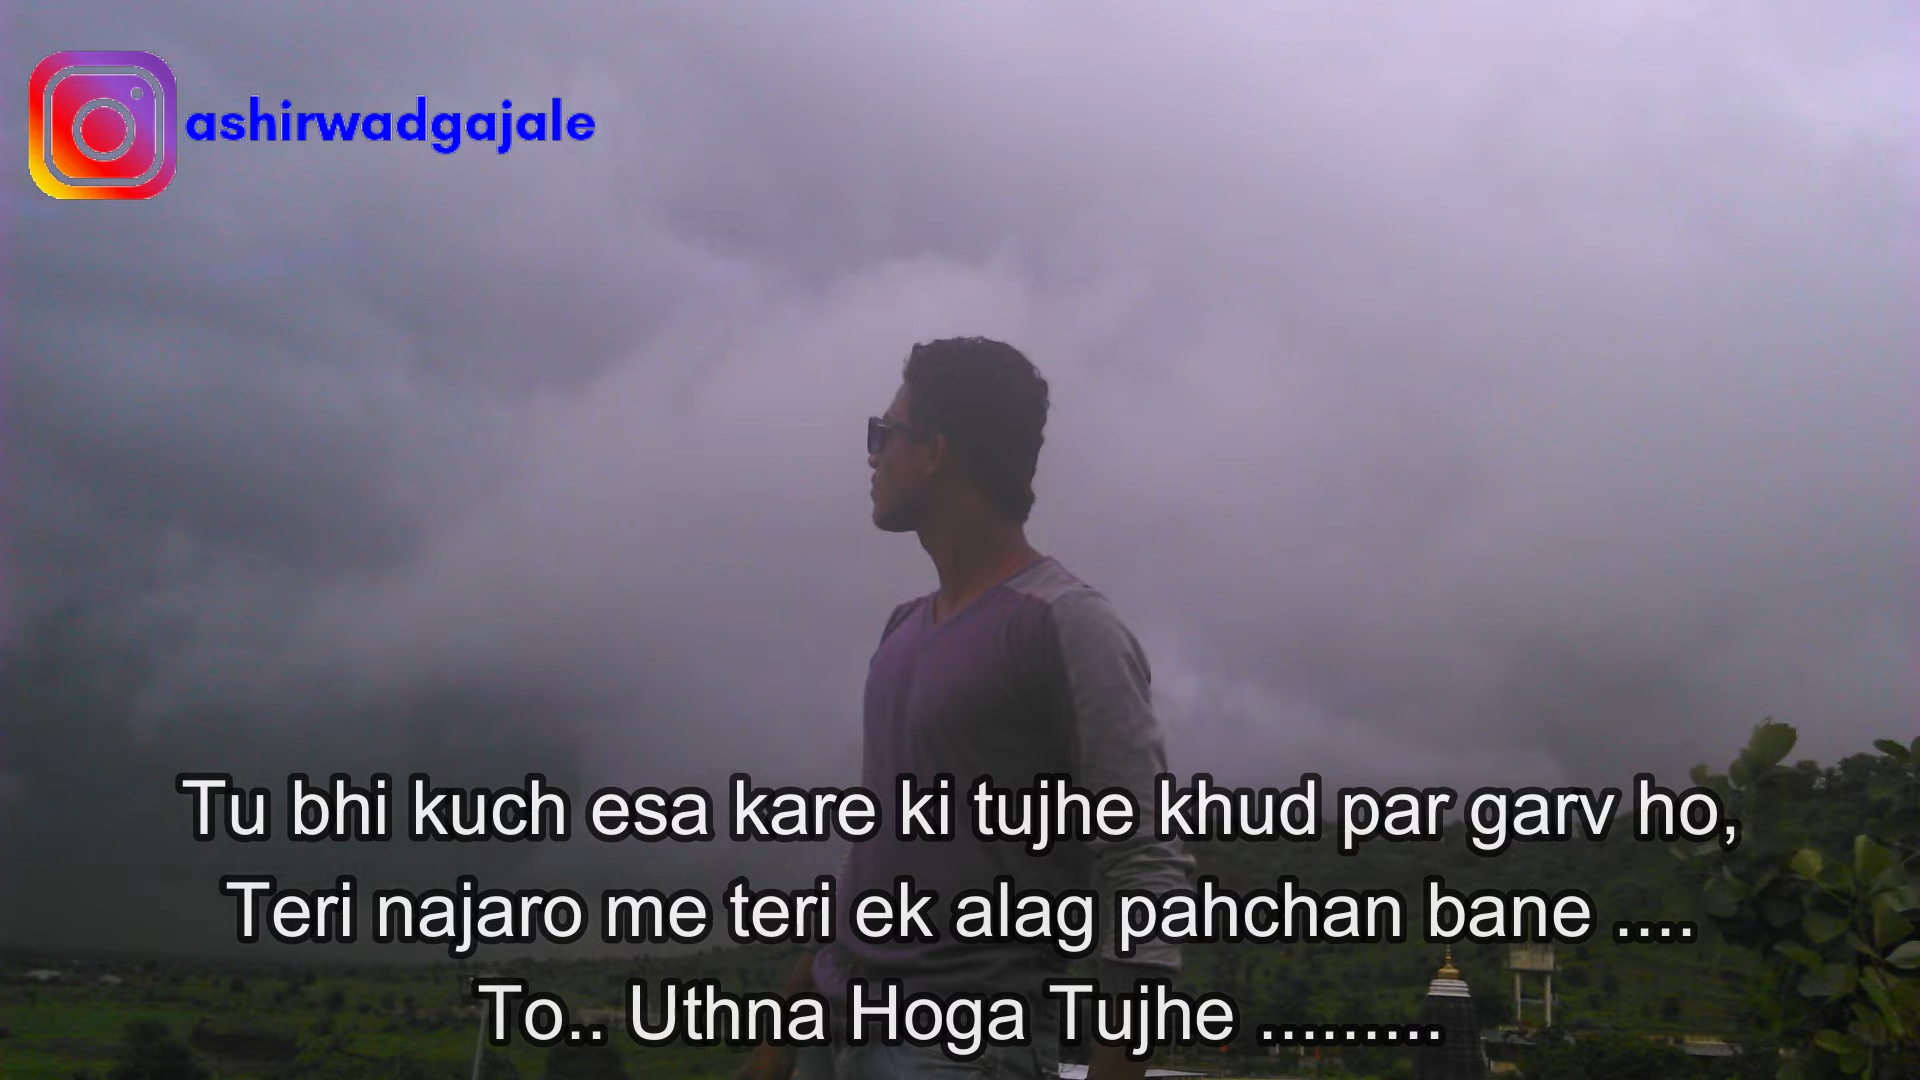 ashirwadgajale
Tu bhi kuch esa kare ki tujhe khud par garv ho,
Teri najaro me teri ek alag pahchan bane ....
To.. Uthna Hoga Tujhe .........